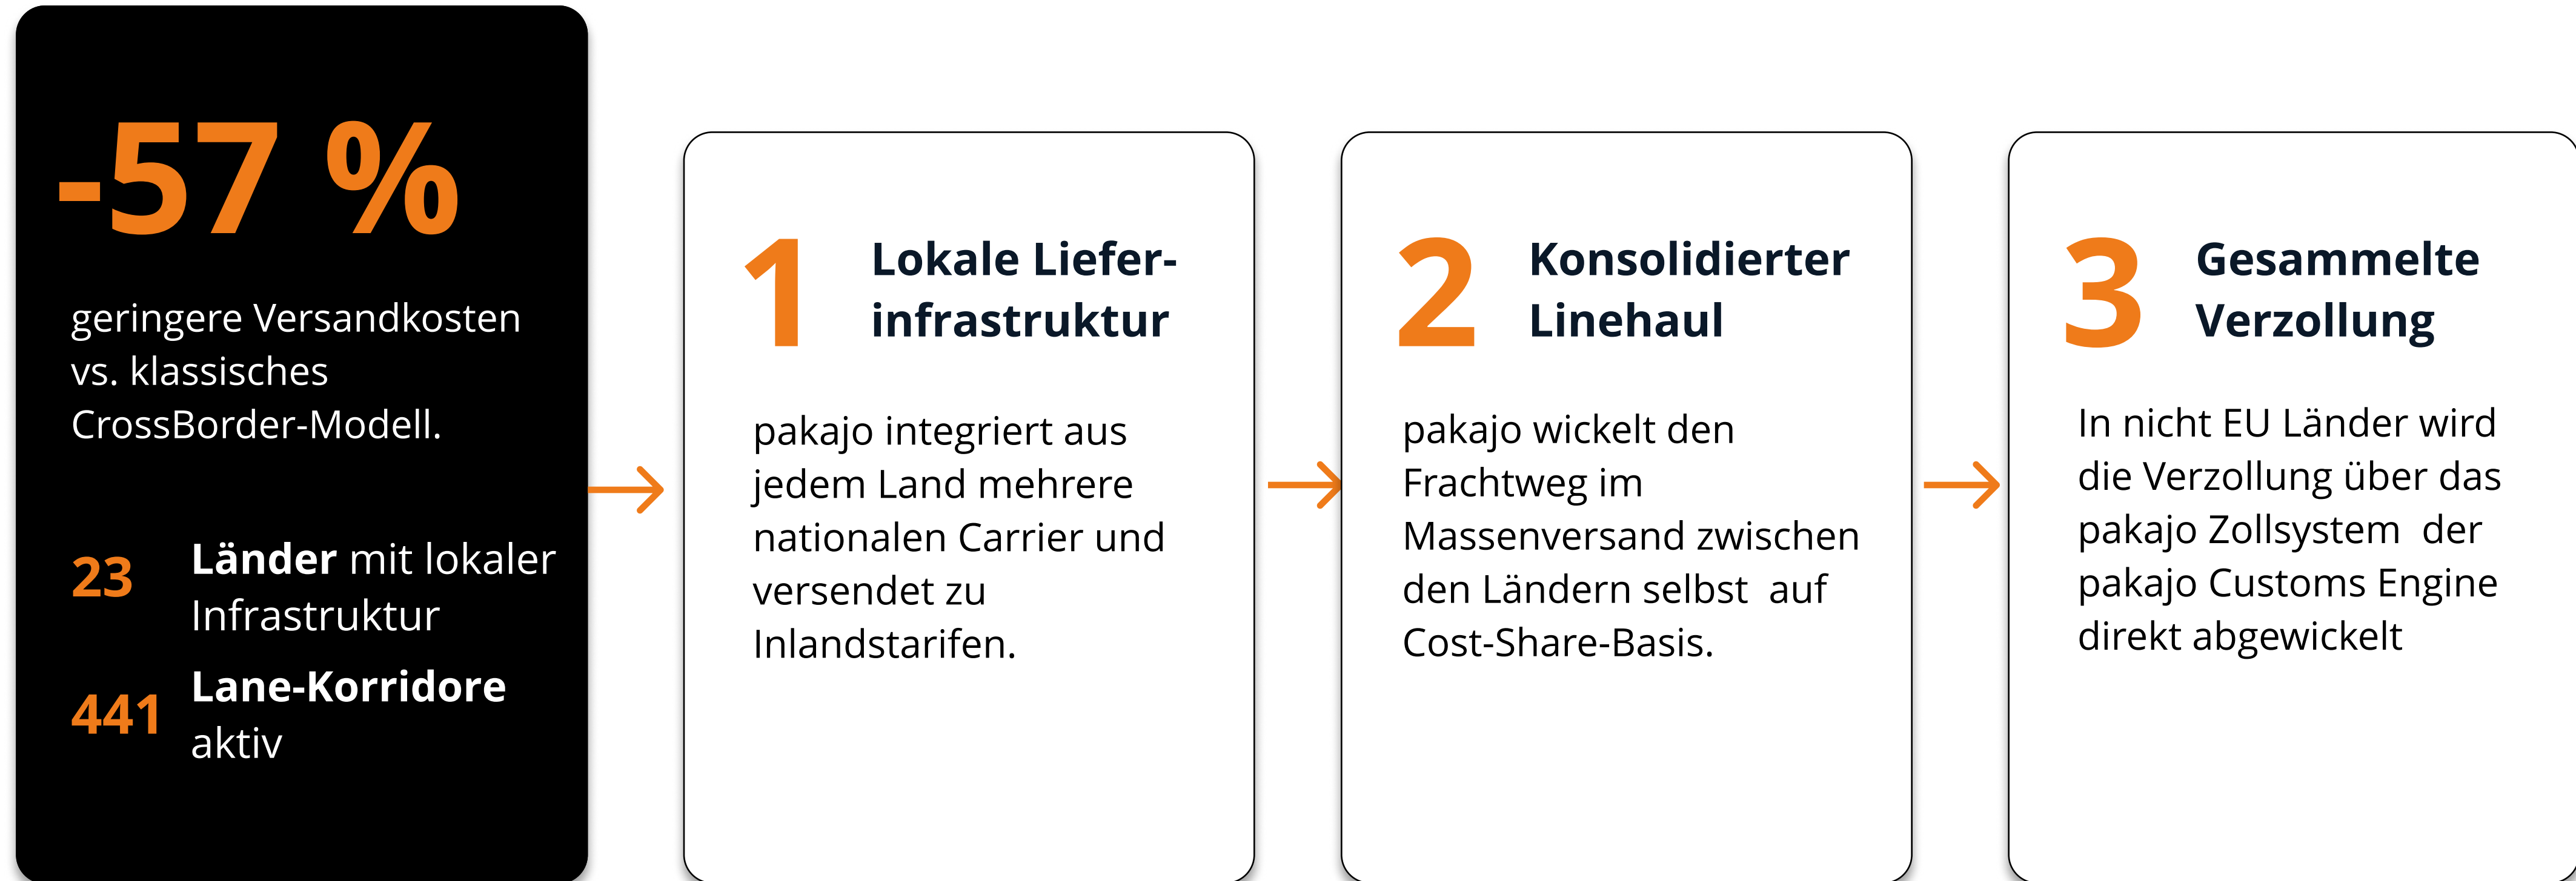 -57 %
geringere Versandkosten
vs. klassisches
CrossBorder-Modell.
23
Länder mit lokaler
Infrastruktur
441
Lane-Korridore
aktiv
1
Lokale Liefer-
infrastruktur
pakajo integriert aus
jedem Land mehrere
nationalen Carrier und
versendet zu
Inlandstarifen.
2
Konsolidierter
Linehaul
pakajo wickelt den
Frachtweg im
Massenversand zwischen
den Ländern selbst  auf
Cost-Share-Basis.
3
Gesammelte
Verzollung
In nicht EU Länder wird
die Verzollung über das
pakajo Zollsystem  der
pakajo Customs Engine
direkt abgewickelt